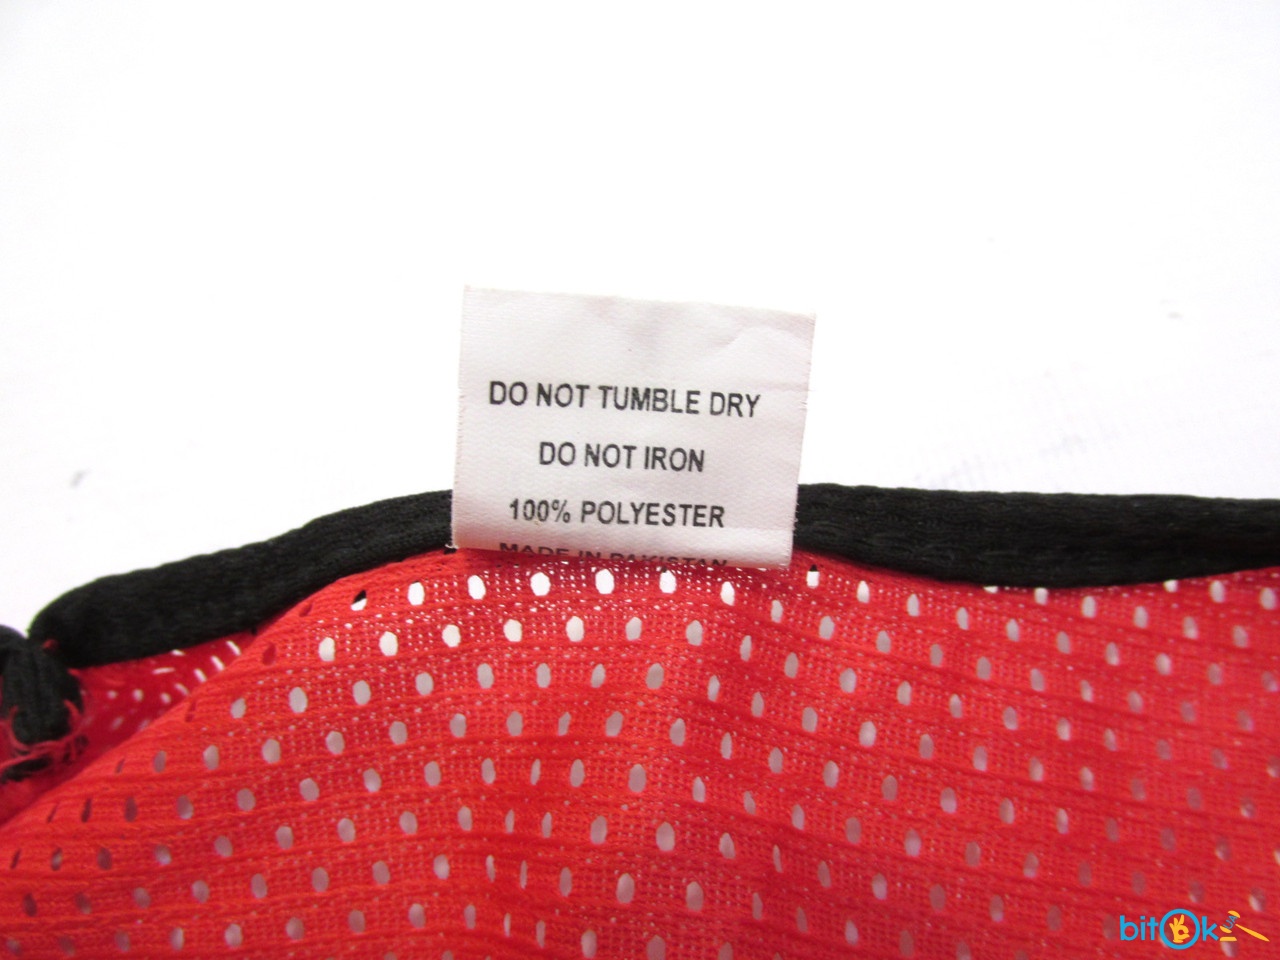 DO NOT TUMBLE DRY
DO NOT IRON
100% POLYESTER
MADE IN PAKISTAN
bitOk